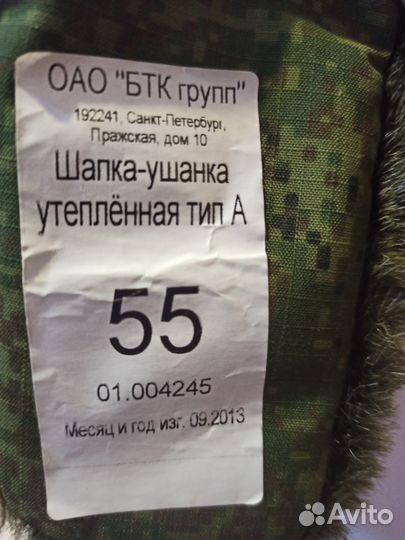 ОАО "БТК групп"
192241, Санкт-Петербург,
Пражская, дом 10
Шапка-ушанка
утеплённая тип А
55
01.004245
Месяц и год изг. 09.2013
Avito